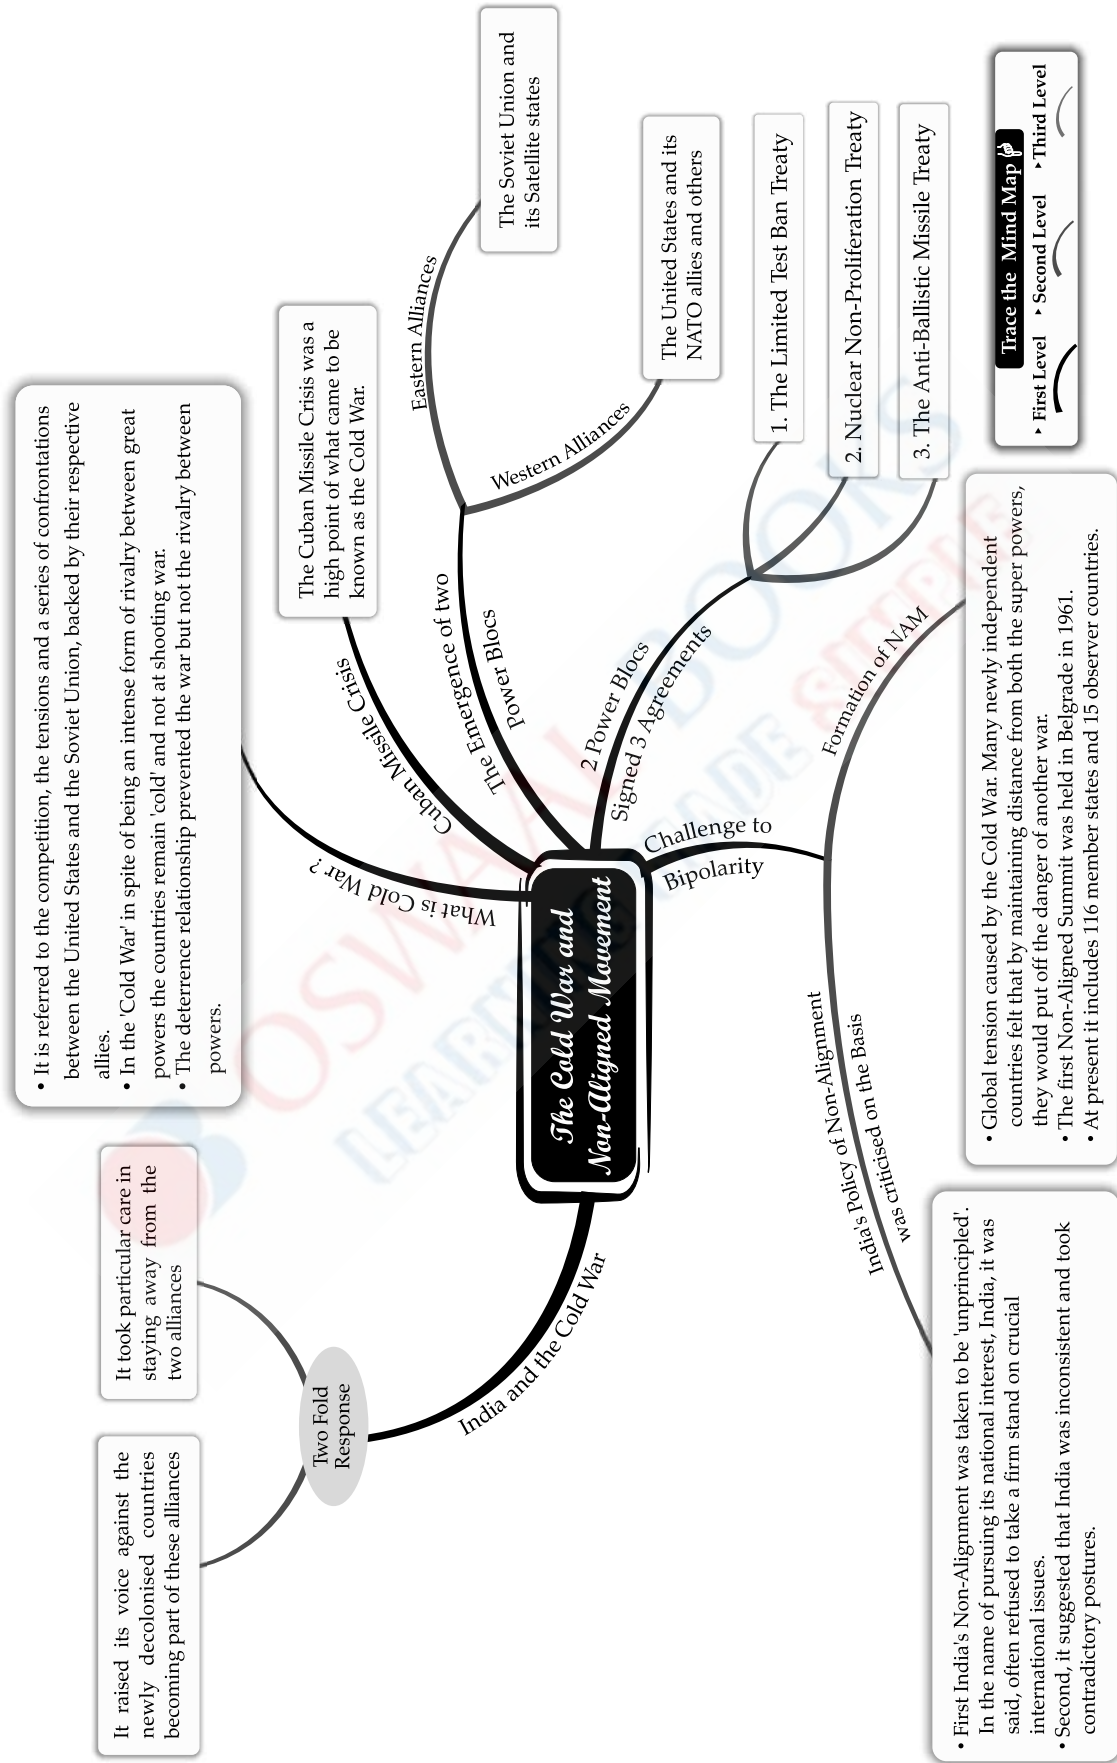 The Cold War and
Non-Aligned Movement
What is Cold War ?
• It is referred to the competition, the tensions and a series of confrontations
between the United States and the Soviet Union, backed by their respective
allies.
• In the 'Cold War' in spite of being an intense form of rivalry between great
powers the countries remain 'cold' and not at shooting war.
• The deterrence relationship prevented the war but not the rivalry between
powers.
Cuban Missile Crisis
The Cuban Missile Crisis was a
high point of what came to be
known as the Cold War.
The Emergence of two
Power Blocs
Eastern Alliances
The Soviet Union and
its Satellite states
Western Alliances
The United States and its
NATO allies and others
2 Power Blocs
Signed 3 Agreements
1. The Limited Test Ban Treaty
2. Nuclear Non-Proliferation Treaty
3. The Anti-Ballistic Missile Treaty
Challenge to
Bipolarity
Formation of NAM
• Global tension caused by the Cold War. Many newly independent
countries felt that by maintaining distance from both the super powers,
they would put off the danger of another war.
• The first Non-Aligned Summit was held in Belgrade in 1961.
• At present it includes 116 member states and 15 observer countries.
India's Policy of Non-Alignment
was criticised on the Basis
• First India's Non-Alignment was taken to be 'unprincipled'.
In the name of pursuing its national interest, India, it was
said, often refused to take a firm stand on crucial
international issues.
• Second, it suggested that India was inconsistent and took
contradictory postures.
India and the Cold War
Two Fold
Response
It raised its voice against the
newly decolonised countries
becoming part of these alliances
It took particular care in
staying away from the
two alliances
Trace the Mind Map
First Level
Second Level
Third Level
OSWAAL BOOKS
LEARNING MADE SIMPLE